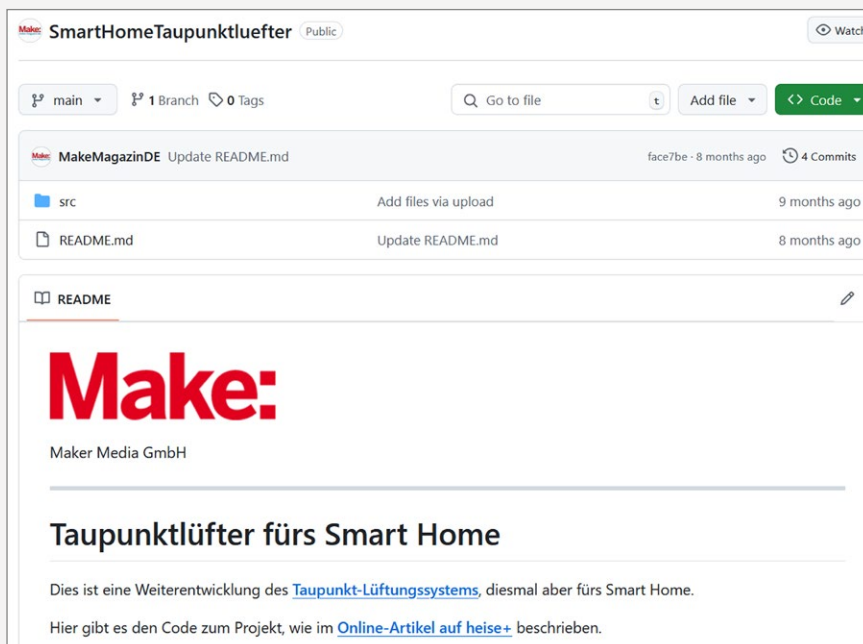 Make: SmartHomeTaupunktluefter Public Watch
main 1 Branch 0 Tags Go to file t Add file Code
Make: MakeMagazinDE Update README.md face7be · 8 months ago 4 Commits
src Add files via upload 9 months ago
README.md Update README.md 8 months ago
README
Make:
Maker Media GmbH
Taupunktlüfter fürs Smart Home
Dies ist eine Weiterentwicklung des Taupunkt-Lüftungssystems, diesmal aber fürs Smart Home.
Hier gibt es den Code zum Projekt, wie im Online-Artikel auf heise+ beschrieben.